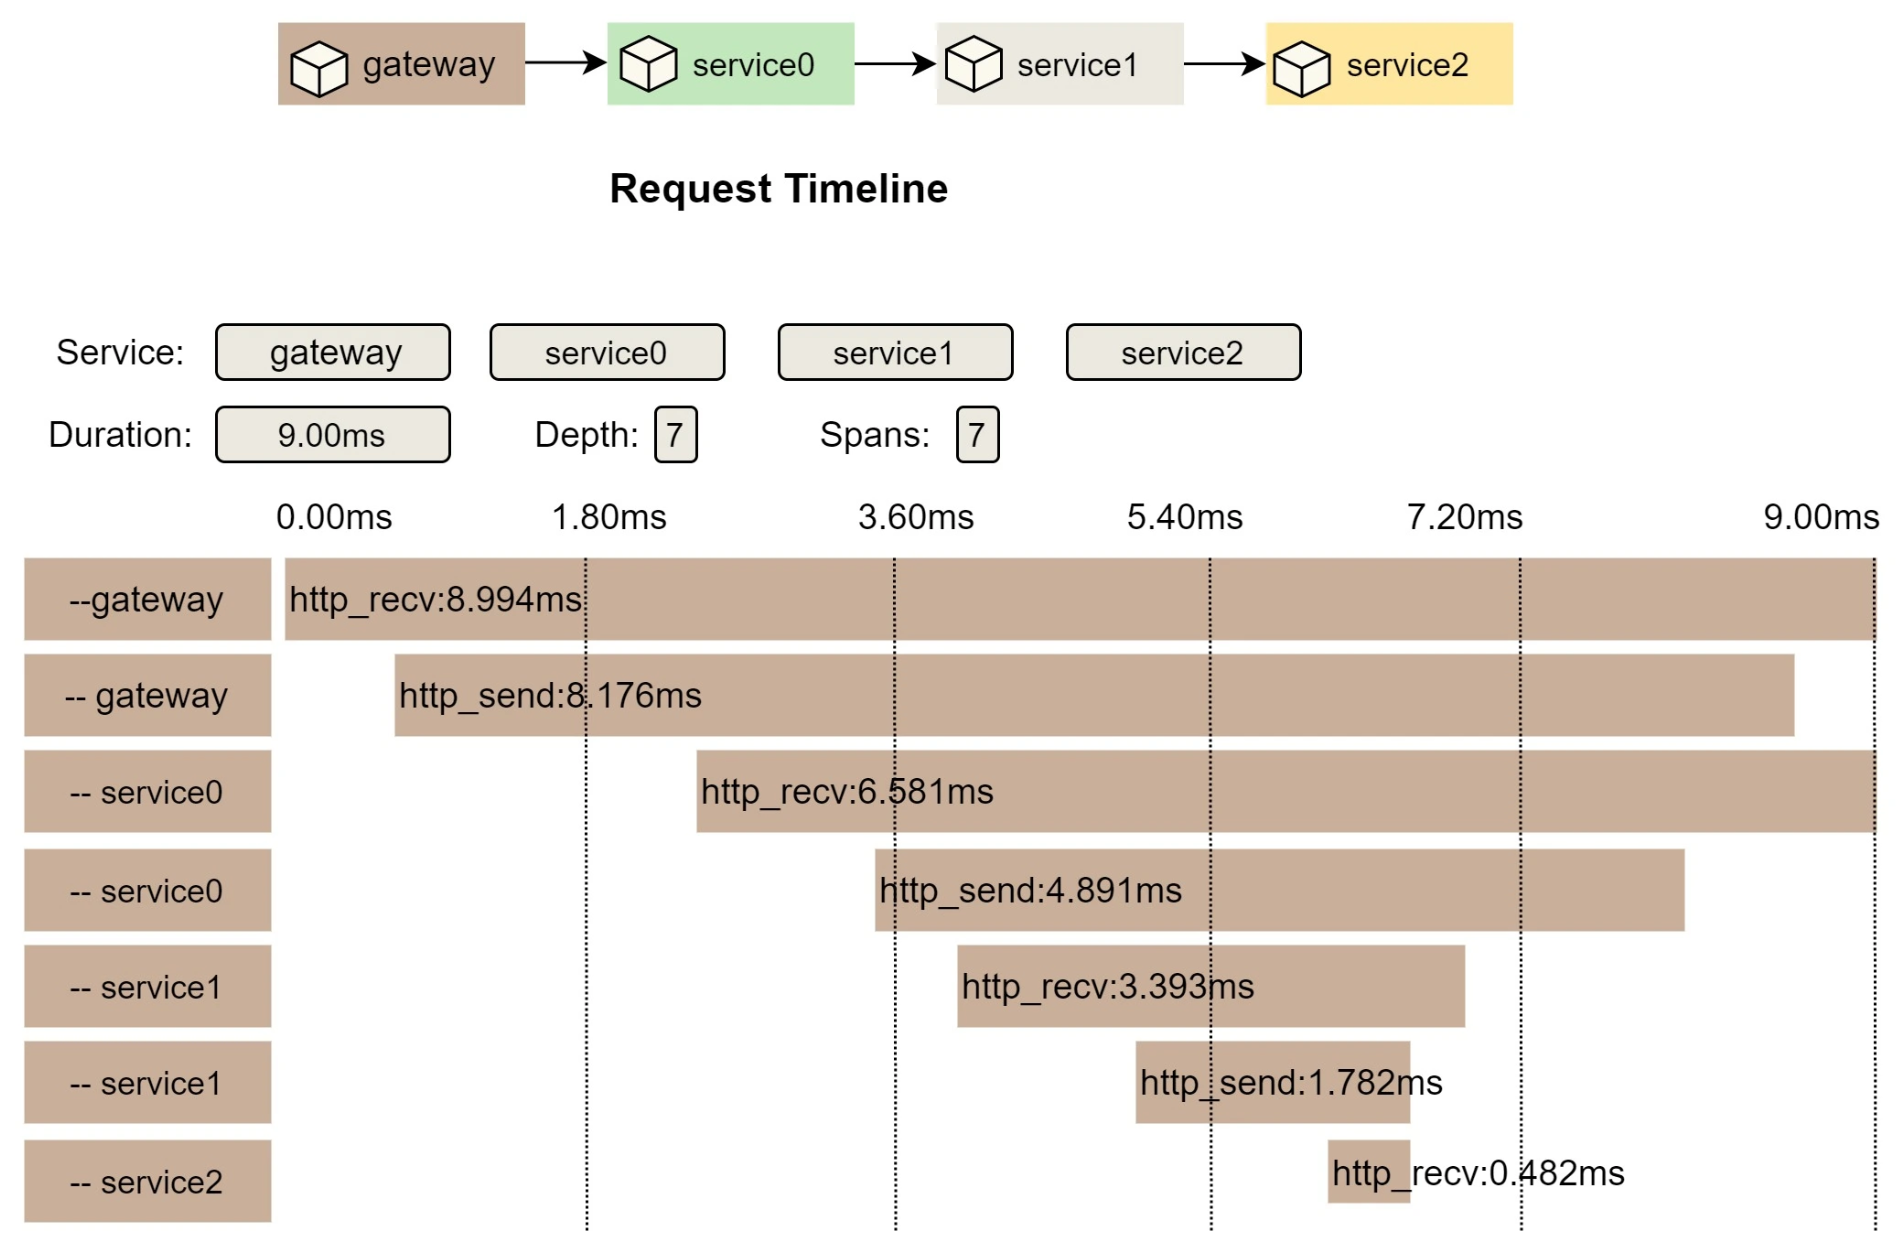 gateway service0 service1 service2
Request Timeline
Service: gateway service0 service1 service2
Duration: 9.00ms Depth: 7 Spans: 7
0.00ms 1.80ms 3.60ms 5.40ms 7.20ms 9.00ms
--gateway http_recv:8.994ms
-- gateway http_send:8.176ms
-- service0 http_recv:6.581ms
-- service0 http_send:4.891ms
-- service1 http_recv:3.393ms
-- service1 http_send:1.782ms
-- service2 http_recv:0.482ms